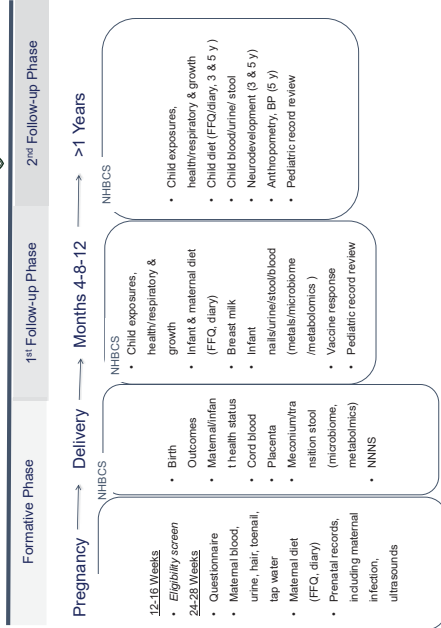 Formative Phase
1st Follow-up Phase
2nd Follow-up Phase
Pregnancy
Delivery
Months 4-8-12
>1 Years
12-16 Weeks
• Eligibility screen
24-28 Weeks
• Questionnaire
• Maternal blood,
urine, hair, toenail,
tap water
• Maternal diet
(FFQ, diary)
• Prenatal records,
including maternal
infection,
ultrasounds
NHBCS
• Birth
Outcomes
• Maternal/infan
t health status
• Cord blood
• Placenta
• Meconium/tra
nsition stool
(microbiome,
metabolmics)
• NNNS
NHBCS
• Child exposures,
health/respiratory &
growth
• Infant & maternal diet
(FFQ, diary)
• Breast milk
• Infant
nails/urine/stool/blood
(metals/microbiome
/metabolomics )
• Vaccine response
• Pediatric record review
NHBCS
• Child exposures,
health/respiratory & growth
• Child diet (FFQ/diary, 3 & 5 y)
• Child blood/urine/ stool
• Neurodevelopment (3 & 5 y)
• Anthropometry, BP (5 y)
• Pediatric record review